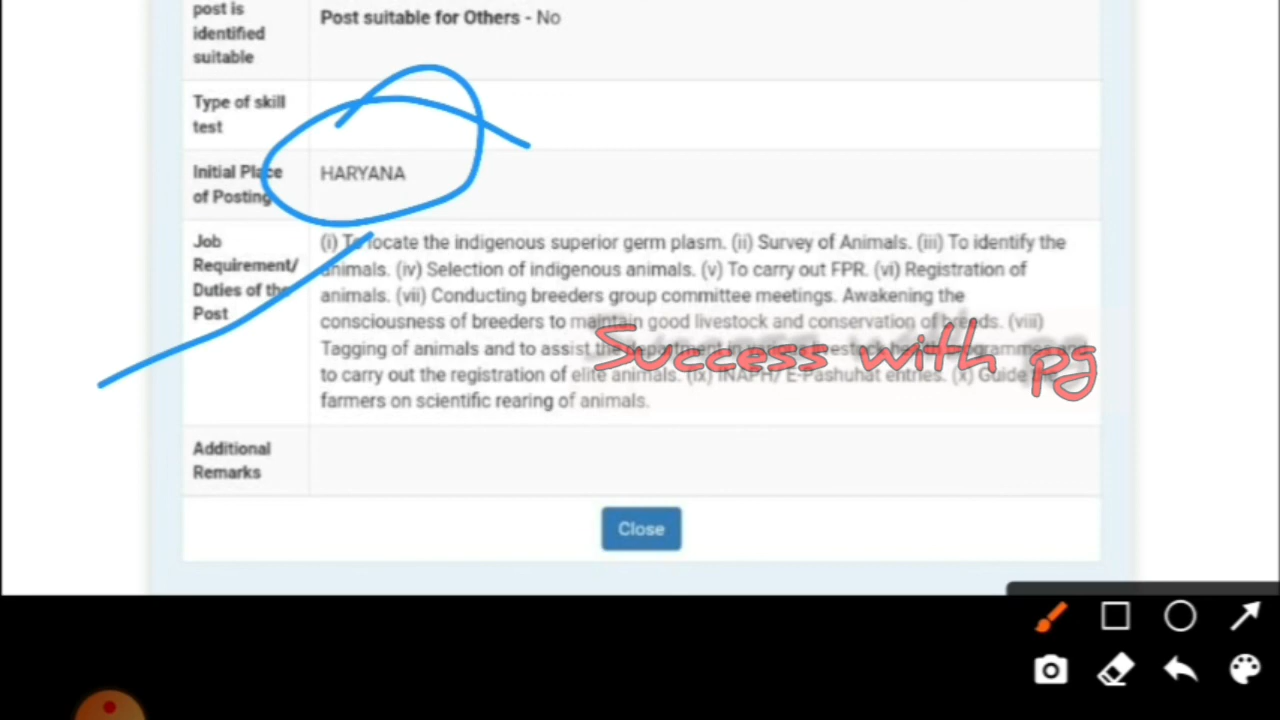 post is
identified
suitable
Post suitable for Others - No
Type of skill
test
Initial Place
of Posting
HARYANA
Job
Requirement/
Duties of the
Post
(i) To locate the indigenous superior germ plasm. (ii) Survey of Animals. (iii) To identify the
animals. (iv) Selection of indigenous animals. (v) To carry out FPR. (vi) Registration of
animals. (vii) Conducting breeders group committee meetings. Awakening the
consciousness of breeders to maintain good livestock and conservation of breeds. (viii)
Tagging of animals and to assist the department in
to carry out the registration of elite animals. (ix) INAPH/ E-Pashuhat entries. (x) Guide
farmers on scientific rearing of animals.
Success with pg
Additional
Remarks
Close